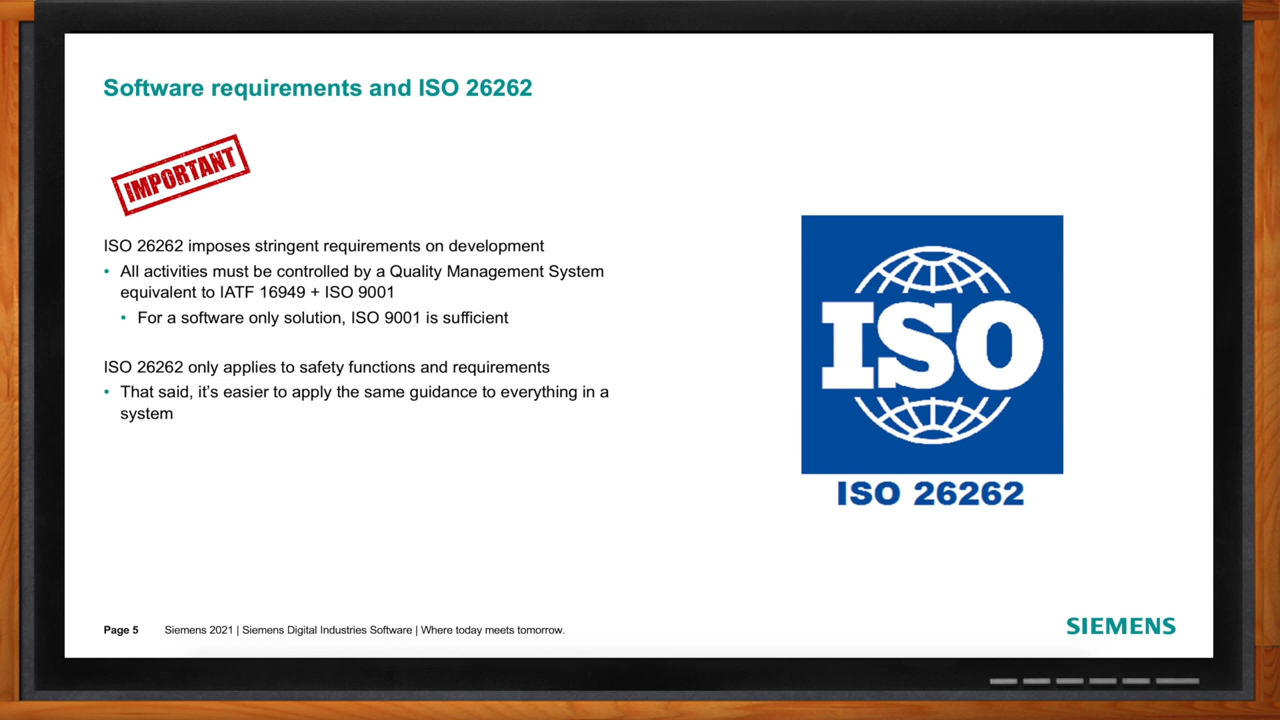 Software requirements and ISO 26262
IMPORTANT
ISO 26262 imposes stringent requirements on development
• All activities must be controlled by a Quality Management System
equivalent to IATF 16949 + ISO 9001
• For a software only solution, ISO 9001 is sufficient
ISO 26262 only applies to safety functions and requirements
• That said, it's easier to apply the same guidance to everything in a
system
ISO
ISO 26262
Page 5 Siemens 2021 | Siemens Digital Industries Software | Where today meets tomorrow.
SIEMENS